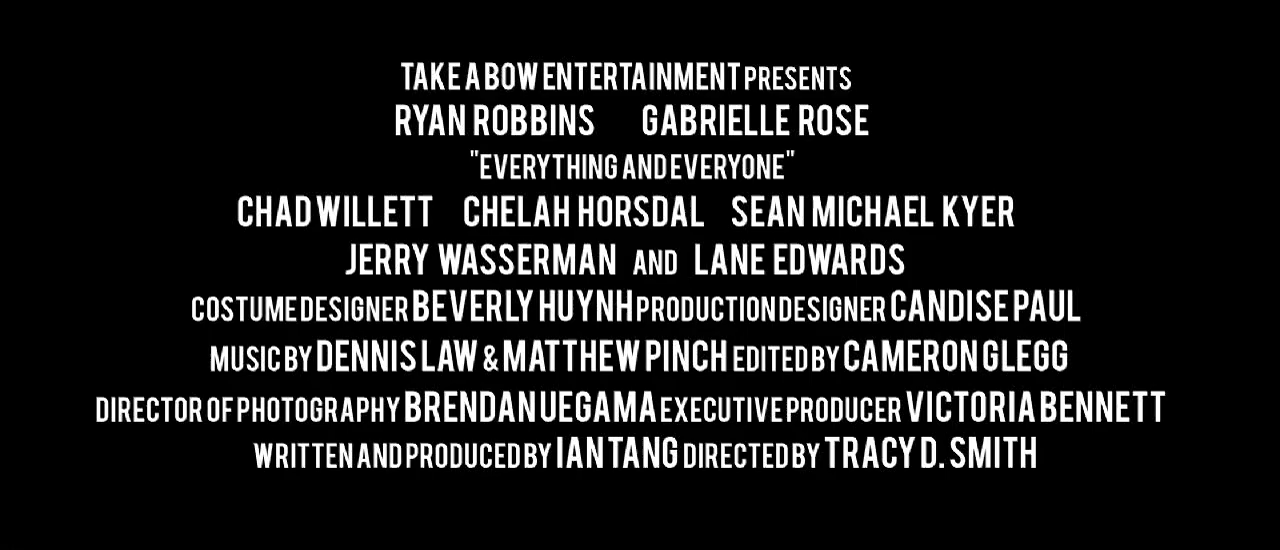 TAKE A BOW ENTERTAINMENT PRESENTS
RYAN ROBBINS GABRIELLE ROSE
"EVERYTHING AND EVERYONE"
CHAD WILLETT CHELAH HORSDAL SEAN MICHAEL KYER
JERRY WASSERMAN AND LANE EDWARDS
COSTUME DESIGNER BEVERLY HUYNH PRODUCTION DESIGNER CANDISE PAUL
MUSIC BY DENNIS LAW & MATTHEW PINCH EDITED BY CAMERON GLEGG
DIRECTOR OF PHOTOGRAPHY BRENDAN UEGAMA EXECUTIVE PRODUCER VICTORIA BENNETT
WRITTEN AND PRODUCED BY IAN TANG DIRECTED BY TRACY D. SMITH